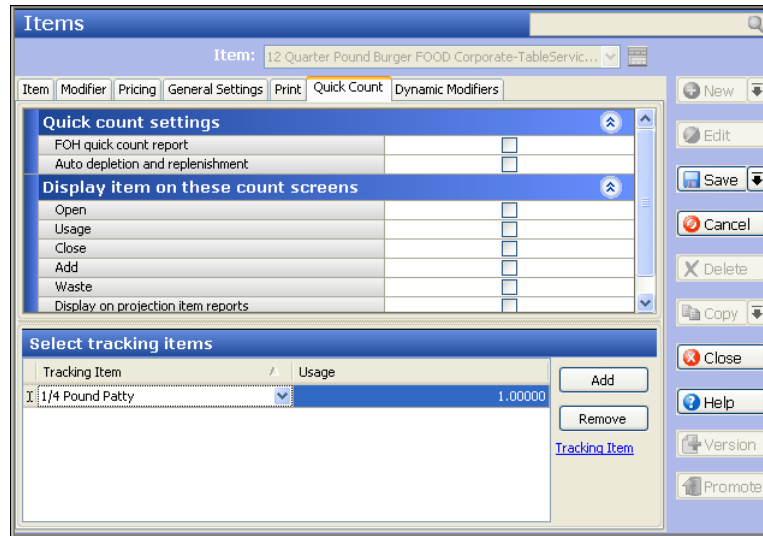 Items
Item: 12 Quarter Pound Burger FOOD Corporate-TableServic...
Item Modifier Pricing General Settings Print Quick Count Dynamic Modifiers
Quick count settings
FOH quick count report
Auto depletion and replenishment
Display item on these count screens
Open
Usage
Close
Add
Waste
Display on projection item reports
Select tracking items
Tracking Item Usage
1/4 Pound Patty 1.00000
Add
Remove
Tracking Item
New
Edit
Save
Cancel
Delete
Copy
Close
Help
Version
Promote